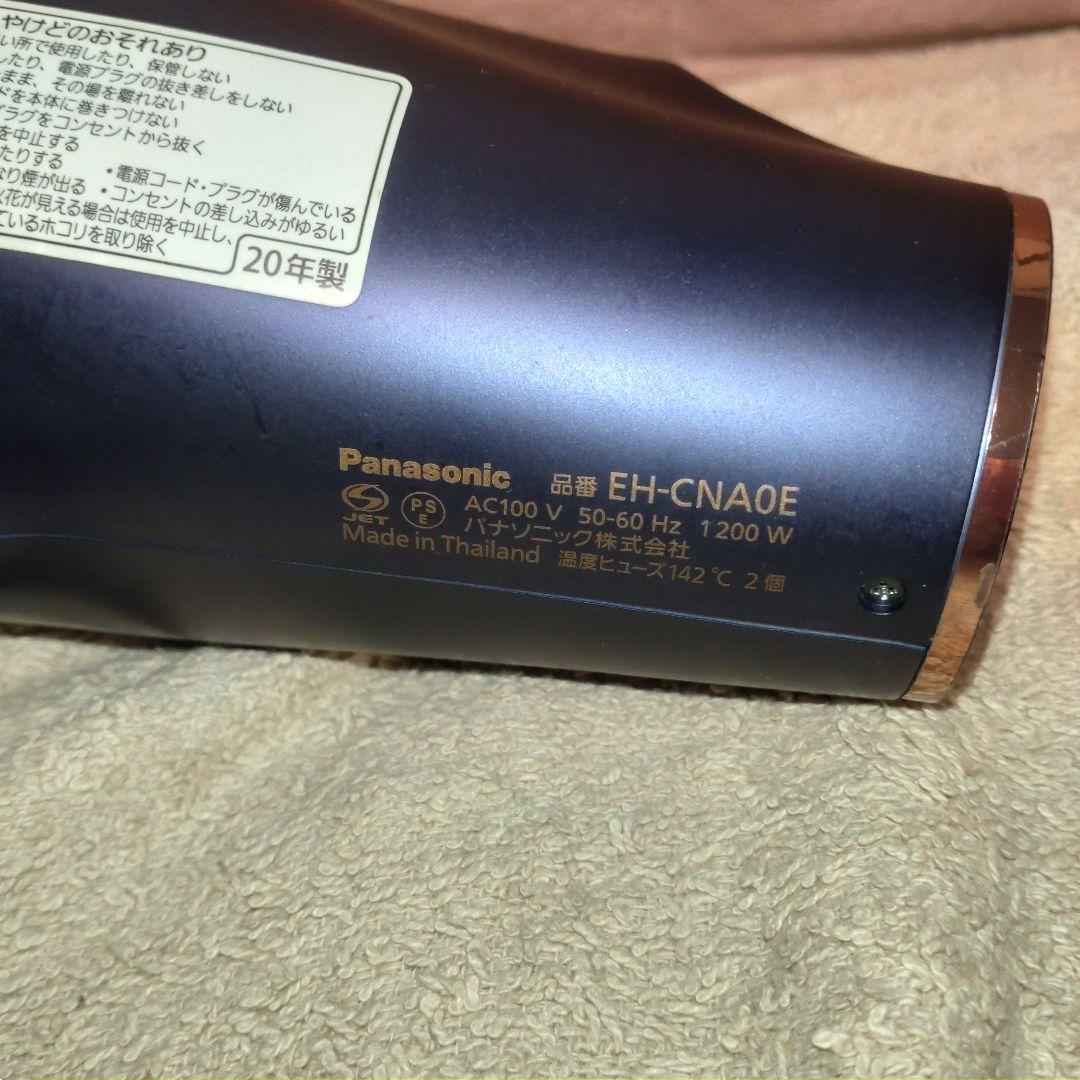 やけどのおそれあり
い所で使用したり、保管しない
したり、電源プラグの抜き差しをしない
まま、その場を離れない
ドを本体に巻きつけない
プラグをコンセントから抜く
を中止する
たりする
なり煙が出る
・電源コード・プラグが傷んでいる
・コンセントの差し込みがゆるい
火花が見える場合は使用を中止し、
ているホコリを取り除く
20年製
Panasonic 品番 EH-CNA0E
JET PS E AC100 V 50-60 Hz 1200 W
パナソニック株式会社
Made in Thailand 温度ヒューズ142℃ 2個